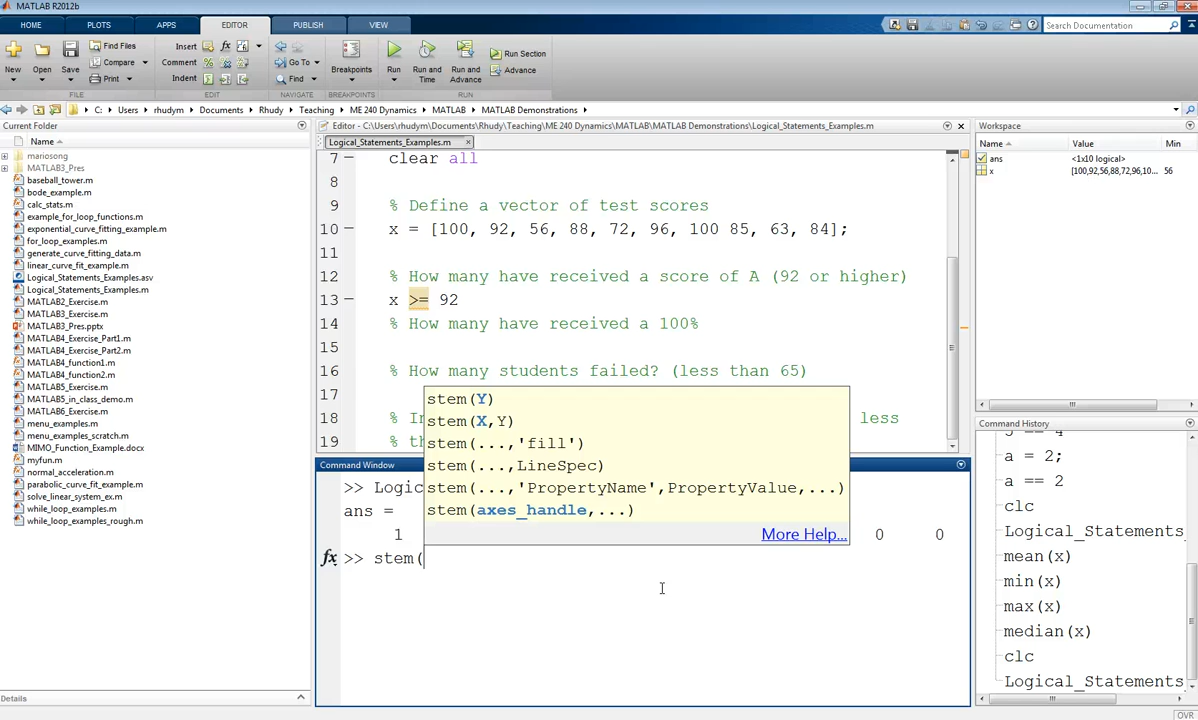 MATLAB R2012b
HOME PLOTS APPS EDITOR PUBLISH VIEW Search Documentation
New Open Save Find Files Compare Print Insert Comment Indent Go To Find Breakpoints Run Run and Time Run and Advance Run Section Advance
FILE EDIT NAVIGATE BREAKPOINTS RUN
C: Users rhudym Documents Rhudy Teaching ME 240 Dynamics MATLAB MATLAB Demonstrations
Current Folder
Name
mariosong
MATLAB3_Pres
baseball_tower.m
bode_example.m
calc_stats.m
example_for_loop_functions.m
exponential_curve_fitting_example.m
for_loop_examples.m
generate_curve_fitting_data.m
linear_curve_fit_example.m
Logical_Statements_Examples.asv
Logical_Statements_Examples.m
MATLAB2_Exercise.m
MATLAB3_Exercise.m
MATLAB3_Pres.pptx
MATLAB4_Exercise_Part1.m
MATLAB4_Exercise_Part2.m
MATLAB4_function1.m
MATLAB4_function2.m
MATLAB5_Exercise.m
MATLAB5_in_class_demo.m
MATLAB6_Exercise.m
menu_examples.m
menu_examples_scratch.m
MIMO_Function_Example.docx
myfun.m
normal_acceleration.m
parabolic_curve_fit_example.m
solve_linear_system_ex.m
while_loop_examples.m
while_loop_examples_rough.m
Details
Editor - C:\Users\rhudym\Documents\Rhudy\Teaching\ME 240 Dynamics\MATLAB\MATLAB Demonstrations\Logical_Statements_Examples.m
Logical_Statements_Examples.m
7 clear all
8
9 % Define a vector of test scores
10 x = [100, 92, 56, 88, 72, 96, 100 85, 63, 84];
11
12 % How many have received a score of A (92 or higher)
13 x >= 92
14 % How many have received a 100%
15
16 % How many students failed? (less than 65)
17
18 % In less
19 % th
stem(Y)
stem(X,Y)
stem(...,'fill')
stem(...,LineSpec)
stem(...,'PropertyName',PropertyValue,...)
stem(axes_handle,...)
More Help...
Command Window
>> Logic
ans =
1 0 0
fx >> stem(
Workspace
Name Value Min
ans <1x10 logical>
x [100,92,56,88,72,96,10... 56
Command History
a = 2;
a == 2
clc
Logical_Statements_
mean(x)
min(x)
max(x)
median(x)
clc
Logical_Statements_
OVR